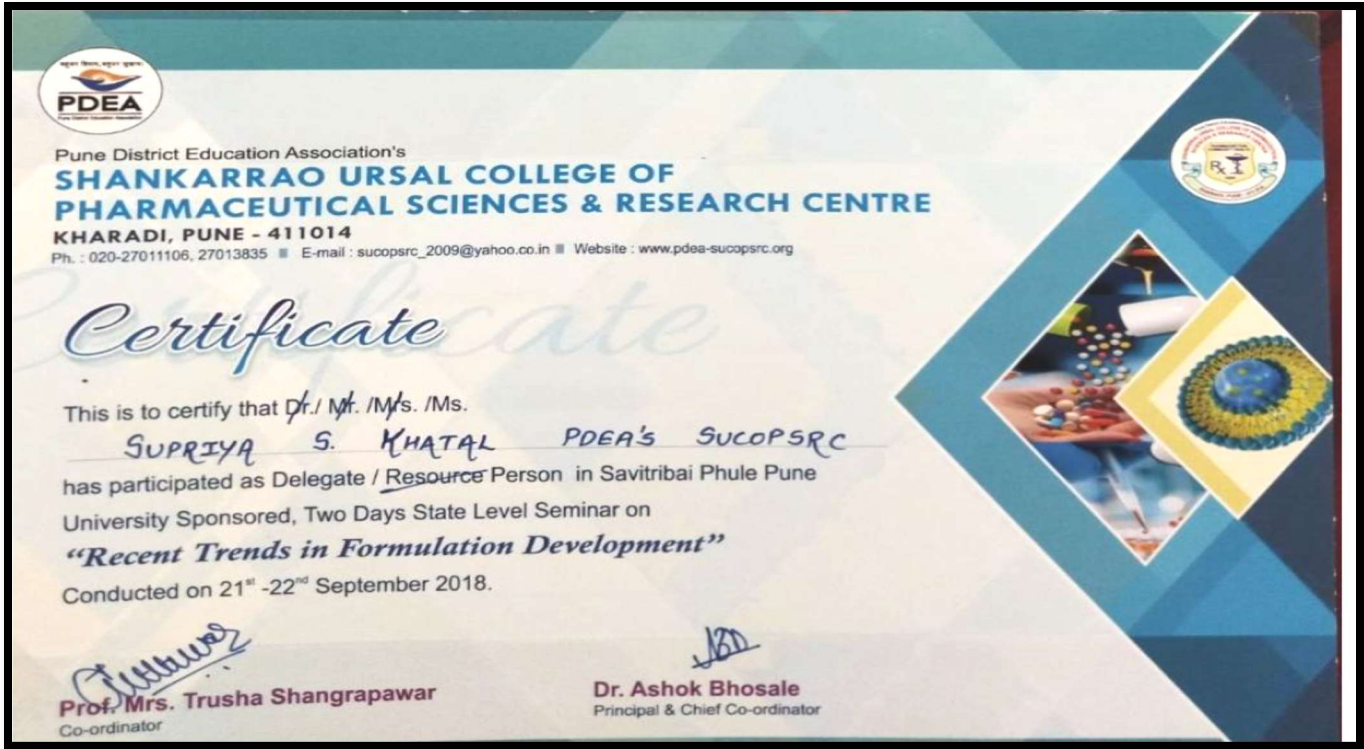 PDEA
Pune District Education Association's
SHANKARRAO URSAL COLLEGE OF
PHARMACEUTICAL SCIENCES & RESEARCH CENTRE
KHARADI, PUNE - 411014
Ph. : 020-27011106, 27013835 ■ E-mail : sucopsrc_2009@yahoo.co.in ■ Website : www.pdea-sucopsrc.org
Certificate
This is to certify that Dr./ Mr. /Mrs. /Ms.
SUPRIYA S. KHATAL PDEA'S SUCOPSRC
has participated as Delegate / Resource Person in Savitribai Phule Pune
University Sponsored, Two Days State Level Seminar on
“Recent Trends in Formulation Development”
Conducted on 21st -22nd September 2018.
Prof. Mrs. Trusha Shangrapawar
Co-ordinator
Dr. Ashok Bhosale
Principal & Chief Co-ordinator